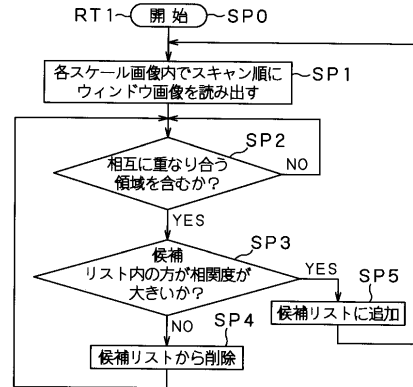 RT1 開始 SP0
各スケール画像内でスキャン順に
ウィンドウ画像を読み出す
SP1
SP2
相互に重なり合う
領域を含むか?
NO
YES
SP3
候補
リスト内の方が相関度が
大きいか?
YES
SP5
候補リストに追加
NO
SP4
候補リストから削除